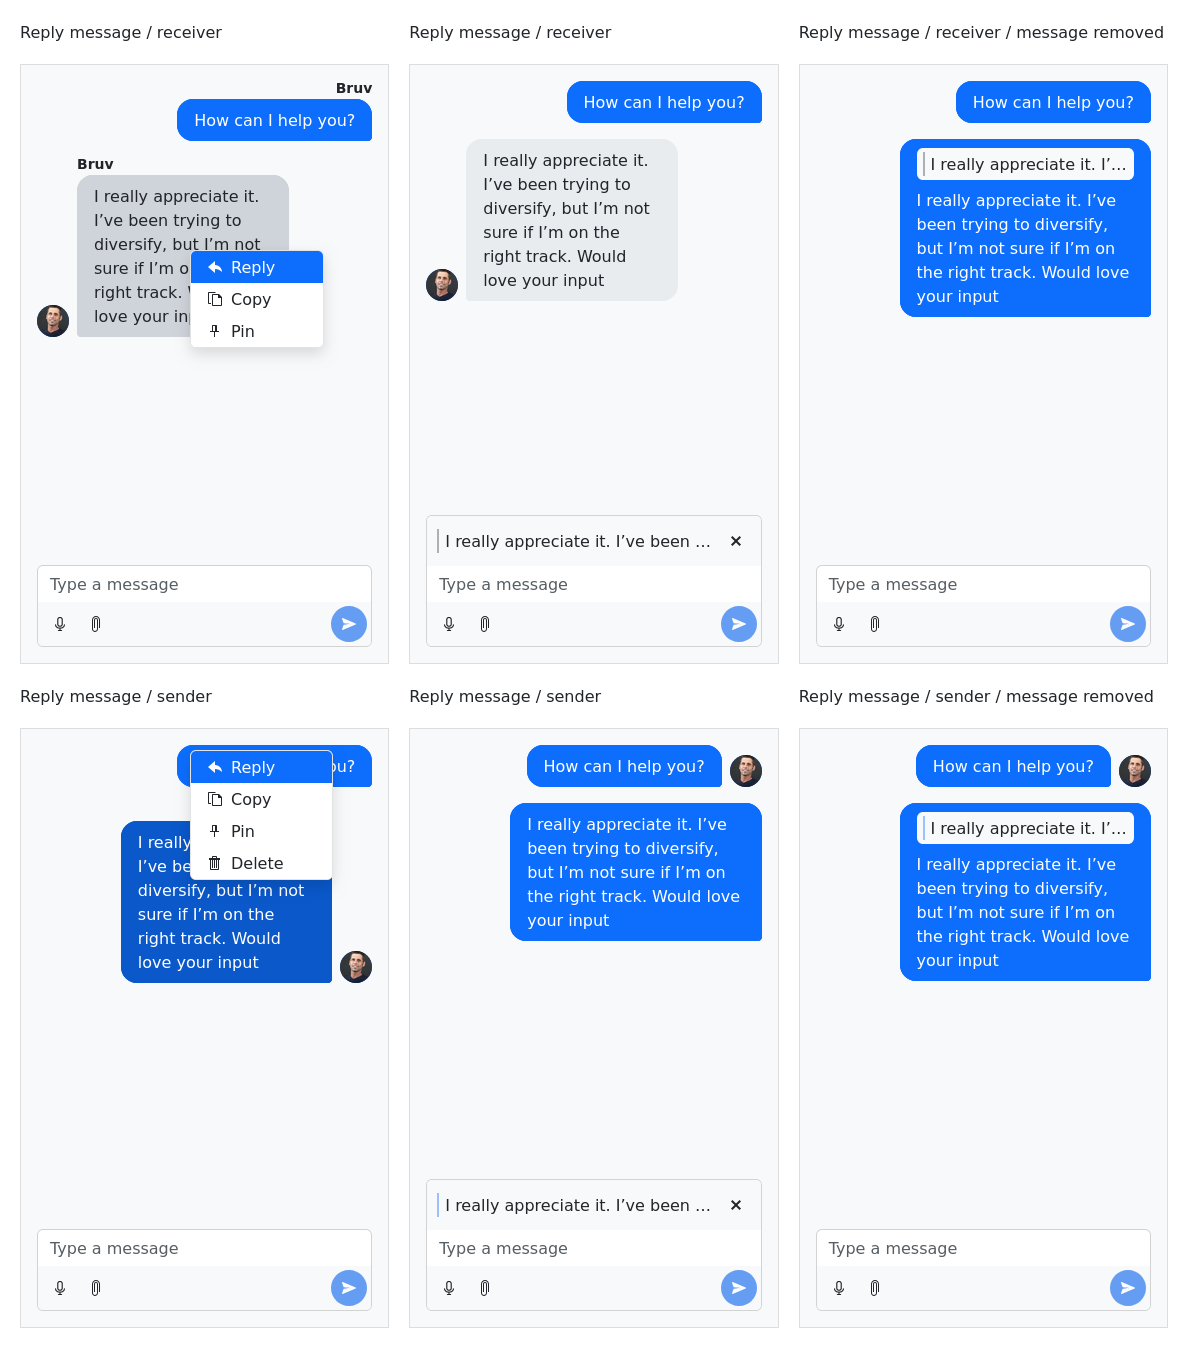 Reply message / receiver
Bruv
How can I help you?
Bruv
I really appreciate it.
I’ve been trying to
diversify, but I’m not
sure if I’m o
right track.
love your in
Reply
Copy
Pin
Type a message
Reply message / receiver
How can I help you?
I really appreciate it.
I’ve been trying to
diversify, but I’m not
sure if I’m on the
right track. Would
love your input
I really appreciate it. I’ve been ...
Type a message
Reply message / receiver / message removed
How can I help you?
I really appreciate it. I’...
I really appreciate it. I’ve
been trying to diversify,
but I’m not sure if I’m on
the right track. Would love
your input
Type a message
Reply message / sender
ou?
Reply
Copy
Pin
Delete
I really
I’ve be
diversify, but I’m not
sure if I’m on the
right track. Would
love your input
Type a message
Reply message / sender
How can I help you?
I really appreciate it. I’ve
been trying to diversify,
but I’m not sure if I’m on
the right track. Would love
your input
I really appreciate it. I’ve been ...
Type a message
Reply message / sender / message removed
How can I help you?
I really appreciate it. I’...
I really appreciate it. I’ve
been trying to diversify,
but I’m not sure if I’m on
the right track. Would love
your input
Type a message